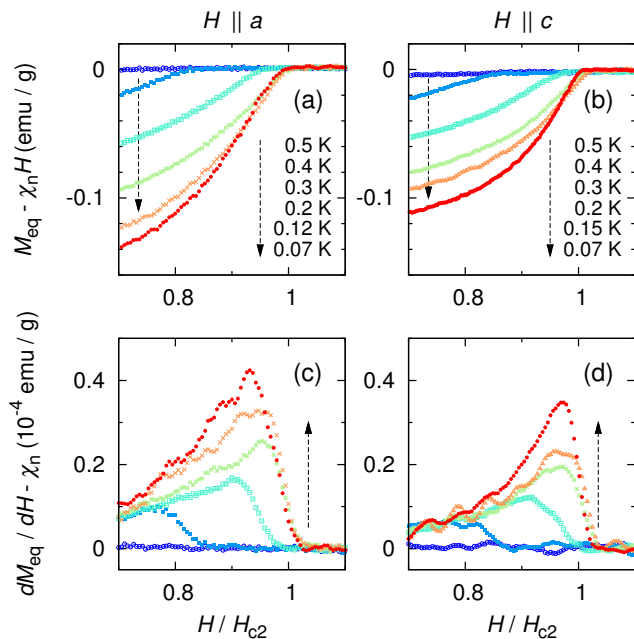 H || a
H || c
M_eq - χ_n H (emu / g)
0
-0.1
(a)
0.5 K
0.4 K
0.3 K
0.2 K
0.12 K
0.07 K
0.8
1
0
-0.1
(b)
0.5 K
0.4 K
0.3 K
0.2 K
0.15 K
0.07 K
0.8
1
dM_eq / dH - χ_n (10^-4 emu / g)
0.4
0.2
0
(c)
0.8
1
H / H_c2
0.4
0.2
0
(d)
0.8
1
H / H_c2